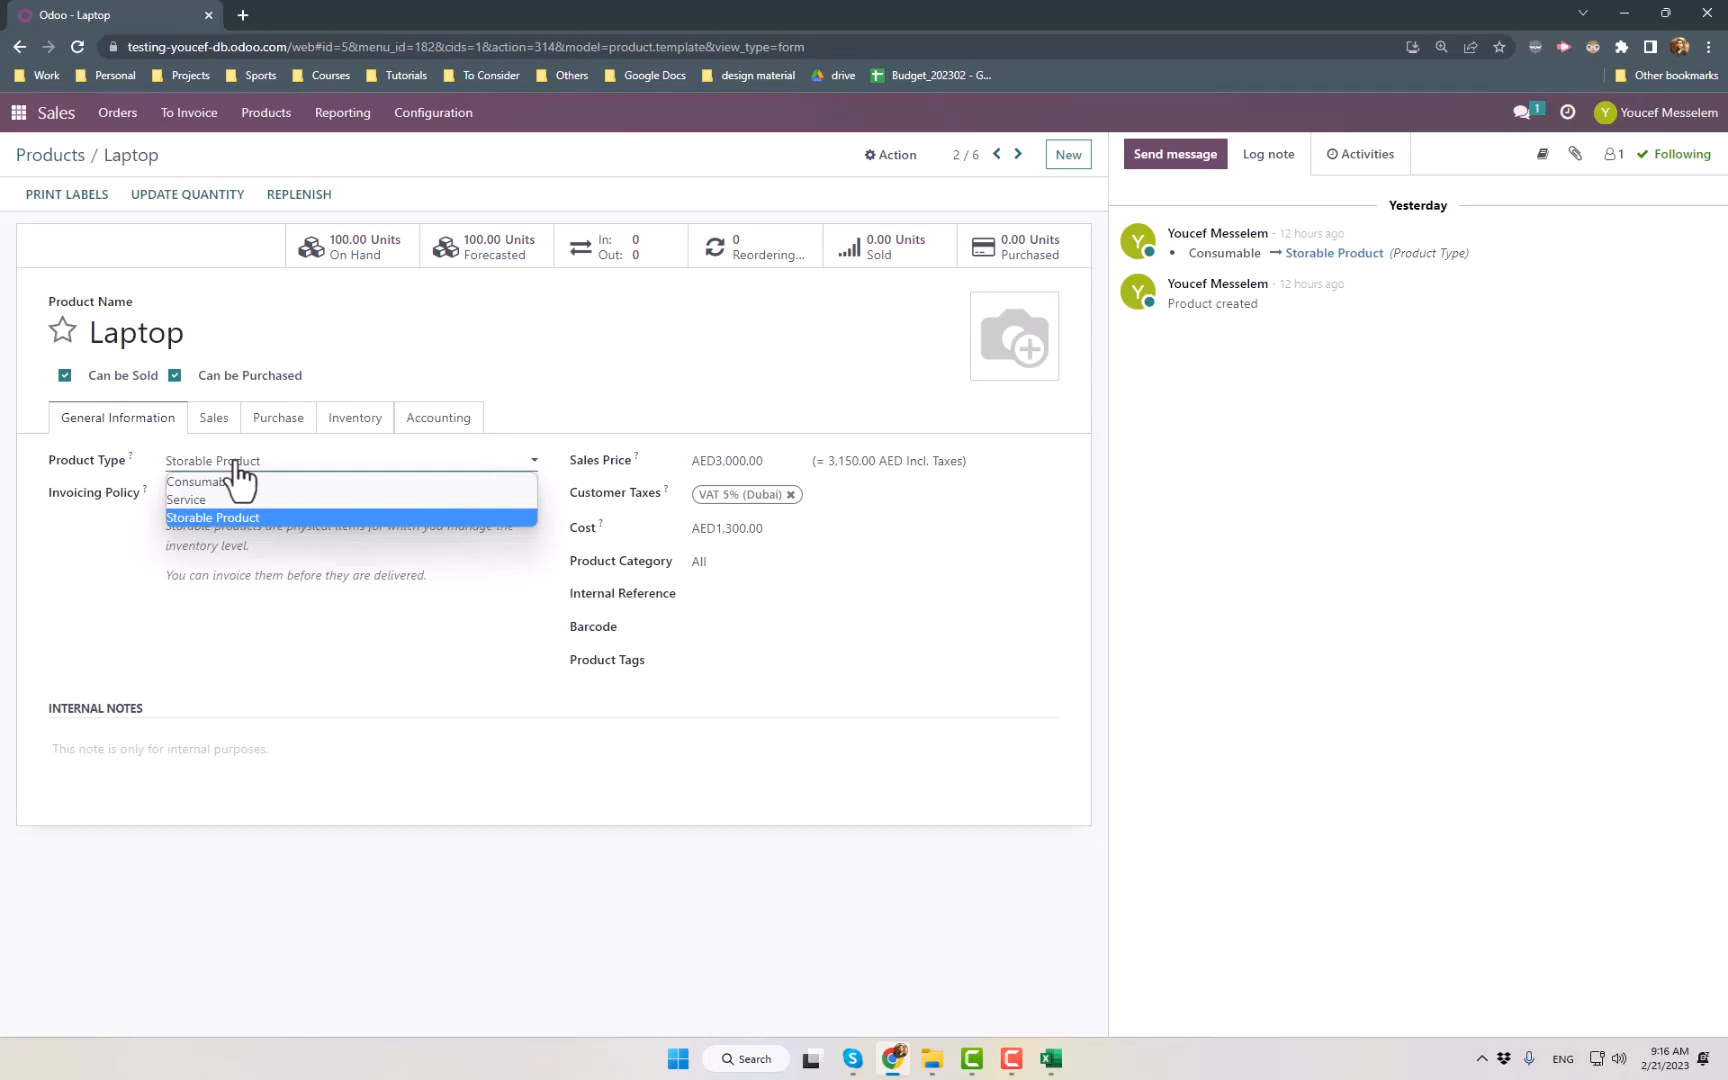 Odoo - Laptop
testing-youcef-db.odoo.com/web#id=5&menu_id=182&cids=1&action=314&model=product.template&view_type=form
Work Personal Projects Sports Courses Tutorials To Consider Others Google Docs design material drive Budget_202302 - G... Other bookmarks
Sales Orders To Invoice Products Reporting Configuration 1 Y Youcef Messelem
Products / Laptop Action 2 / 6 New
Send message Log note Activities 1 Following
PRINT LABELS UPDATE QUANTITY REPLENISH
100.00 Units
On Hand
100.00 Units
Forecasted
In: 0
Out: 0
0
Reordering...
0.00 Units
Sold
0.00 Units
Purchased
Product Name
Laptop
Can be Sold Can be Purchased
General Information Sales Purchase Inventory Accounting
Product Type ? Storable Product
Consumab
Service
Storable Product
Invoicing Policy ?
Storable products are physical items for which you manage the
inventory level.
You can invoice them before they are delivered.
Sales Price ? AED3,000.00 (= 3,150.00 AED Incl. Taxes)
Customer Taxes ? VAT 5% (Dubai)
Cost ? AED1,300.00
Product Category All
Internal Reference
Barcode
Product Tags
INTERNAL NOTES
This note is only for internal purposes.
Yesterday
Y Youcef Messelem - 12 hours ago
• Consumable → Storable Product (Product Type)
Y Youcef Messelem - 12 hours ago
Product created
Search
ENG
9:16 AM
2/21/2023